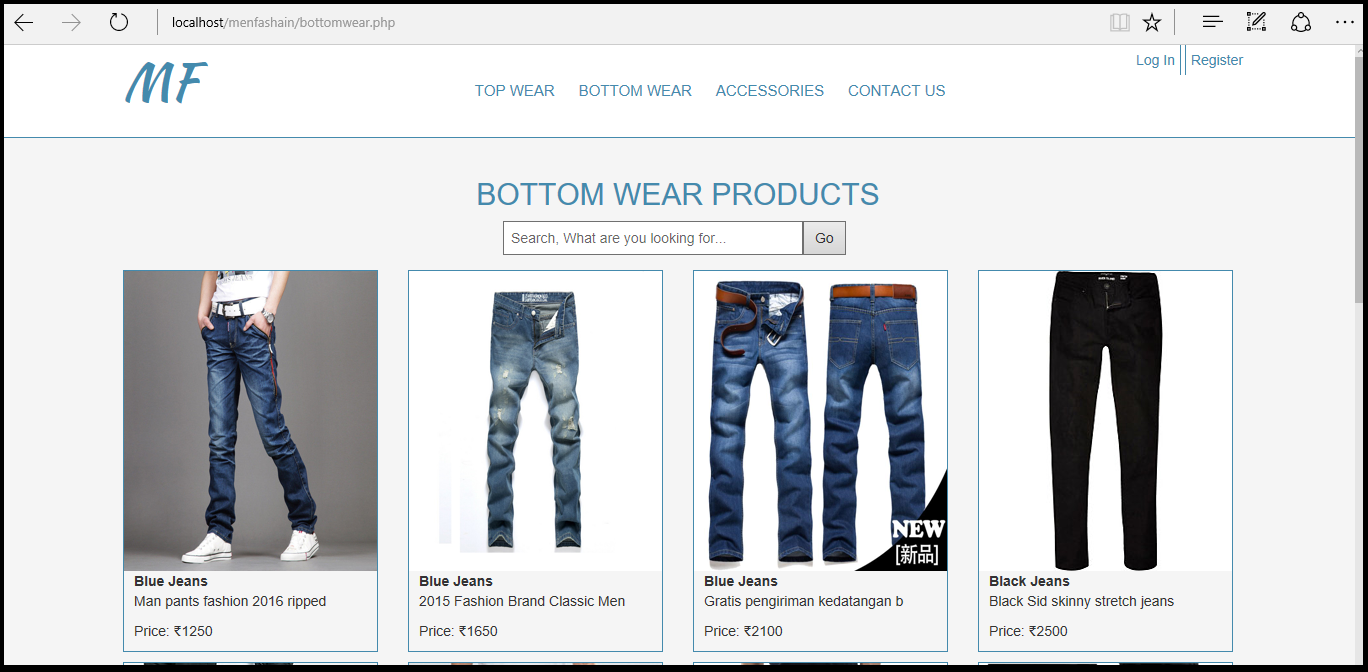 localhost/menfashain/bottomwear.php
Log In
Register
MF
TOP WEAR
BOTTOM WEAR
ACCESSORIES
CONTACT US
BOTTOM WEAR PRODUCTS
Search, What are you looking for...
Go
NEW
[新品]
Blue Jeans
Man pants fashion 2016 ripped
Price: ₹1250
Blue Jeans
2015 Fashion Brand Classic Men
Price: ₹1650
Blue Jeans
Gratis pengiriman kedatangan b
Price: ₹2100
Black Jeans
Black Sid skinny stretch jeans
Price: ₹2500